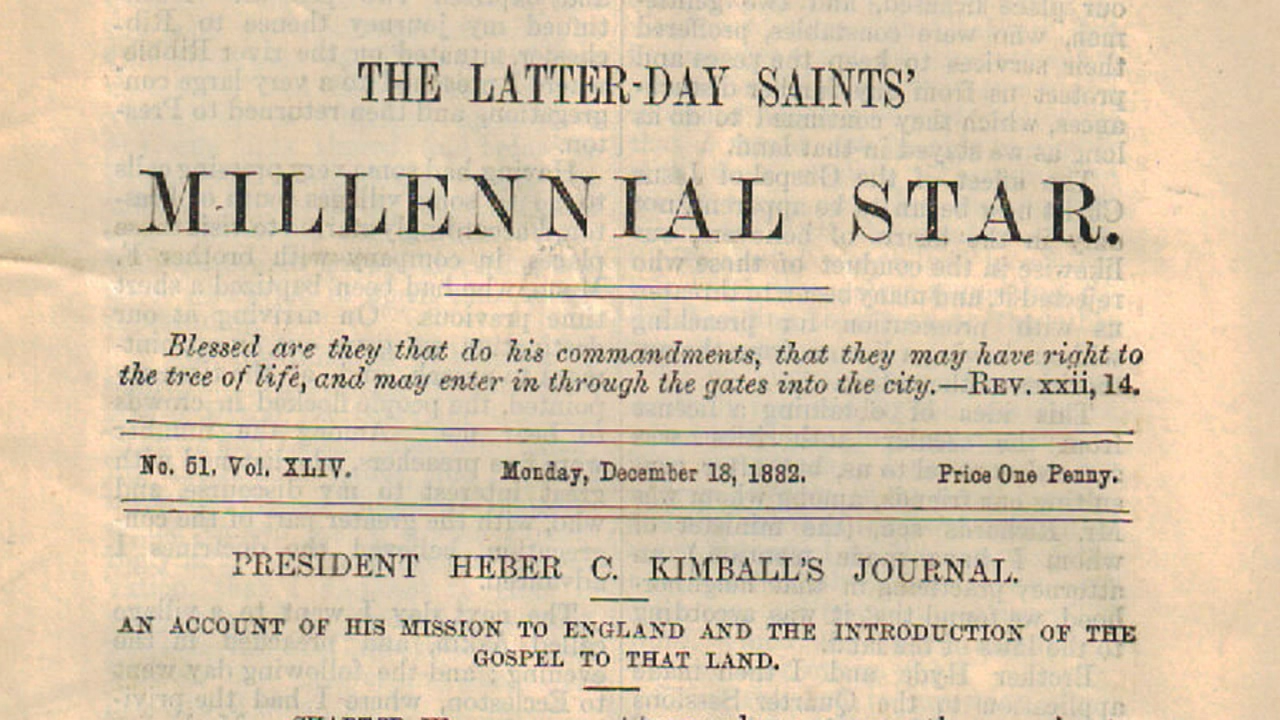 THE LATTER-DAY SAINTS'
MILLENNIAL STAR.
Blessed are they that do his commandments, that they may have right to
the tree of life, and may enter in through the gates into the city.—REV. xxii, 14.
No. 51. Vol. XLIV. Monday, December 18, 1882. Price One Penny.
PRESIDENT HEBER C. KIMBALL'S JOURNAL.
AN ACCOUNT OF HIS MISSION TO ENGLAND AND THE INTRODUCTION OF THE
GOSPEL TO THAT LAND.